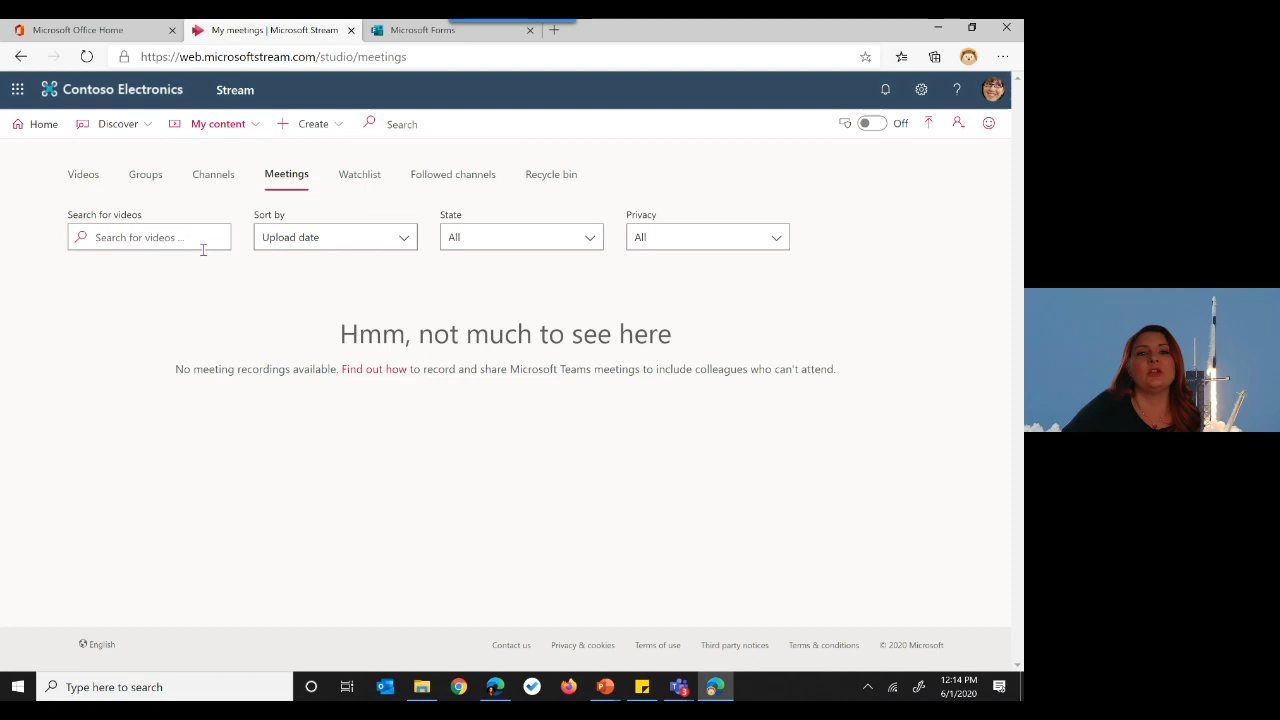 Microsoft Office Home
My meetings | Microsoft Stream
Microsoft Forms
https://web.microsoftstream.com/studio/meetings
Contoso Electronics
Stream
Home
Discover
My content
Create
Search
Off
Videos
Groups
Channels
Meetings
Watchlist
Followed channels
Recycle bin
Search for videos
Sort by
State
Privacy
Search for videos ...
Upload date
All
All
Hmm, not much to see here
No meeting recordings available. Find out how to record and share Microsoft Teams meetings to include colleagues who can't attend.
English
Contact us
Privacy & cookies
Terms of use
Third party notices
Terms & conditions
© 2020 Microsoft
Type here to search
12:14 PM
6/1/2020